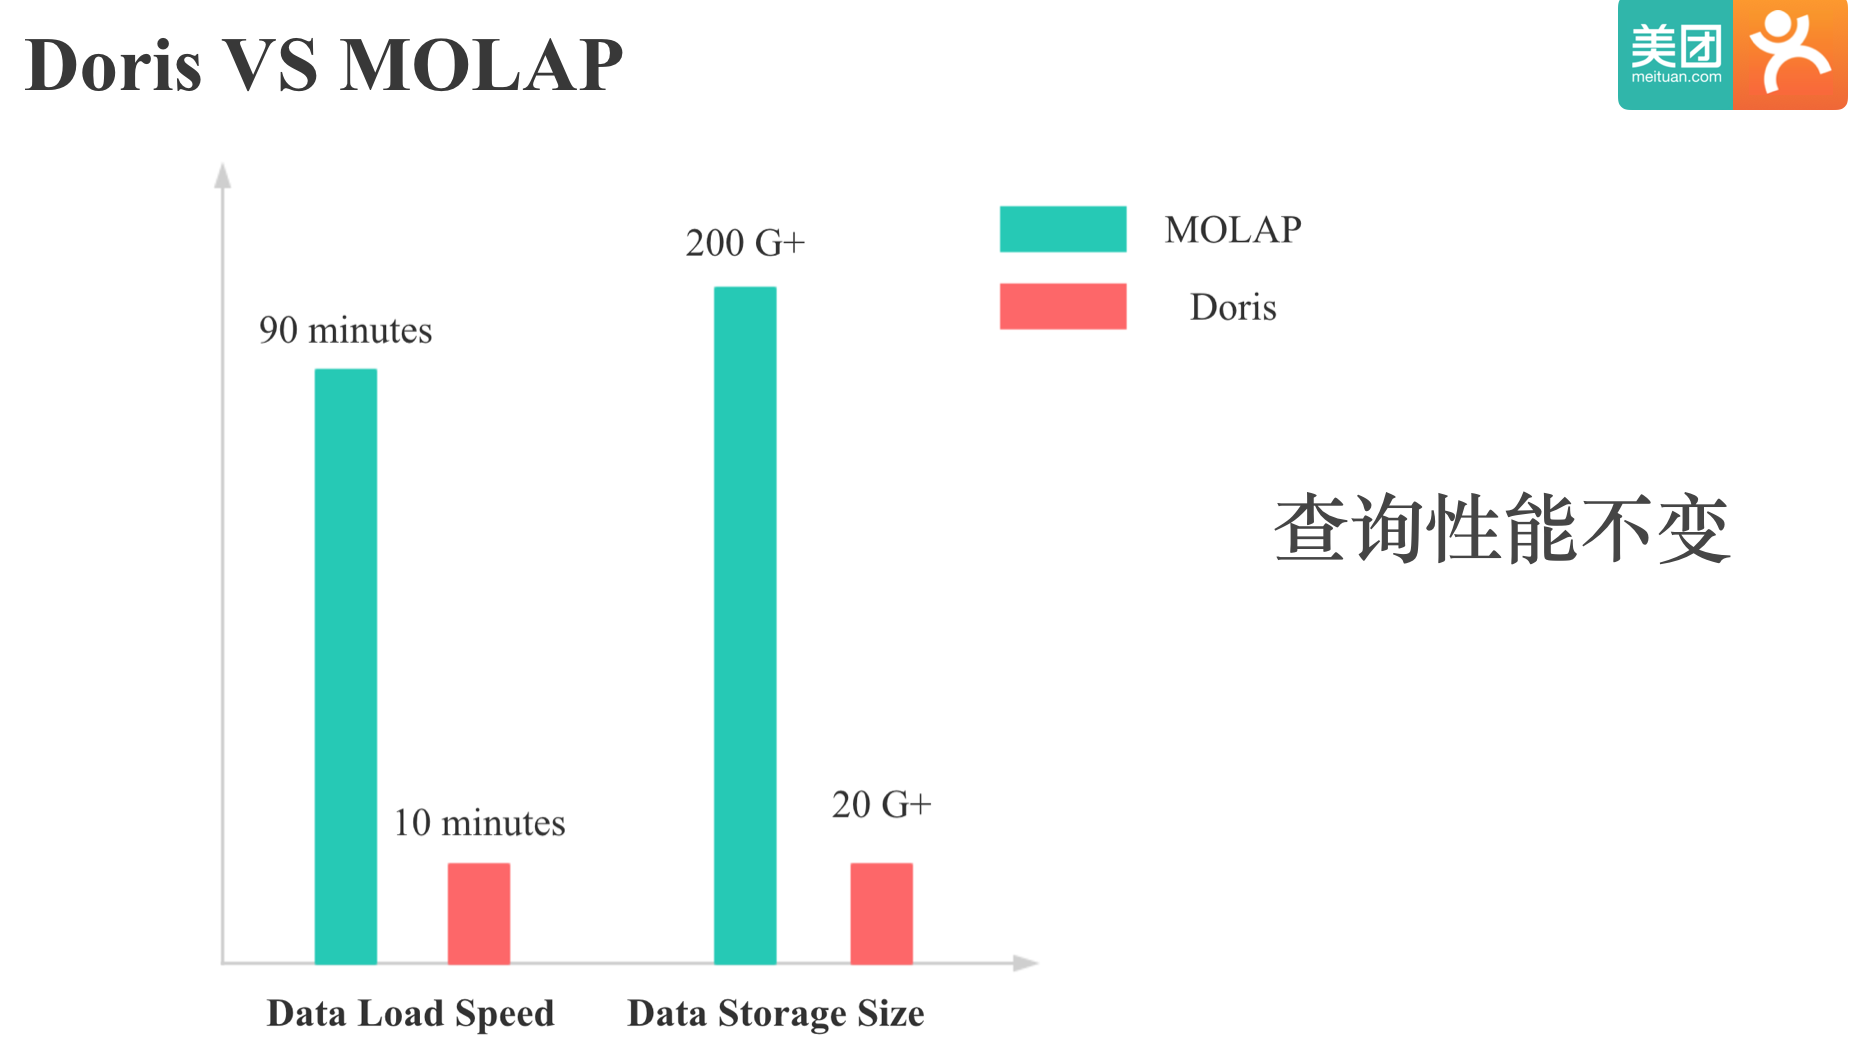 Doris VS MOLAP
美团
meituan.com
200 G+
MOLAP
Doris
90 minutes
查询性能不变
10 minutes
20 G+
Data Load Speed
Data Storage Size